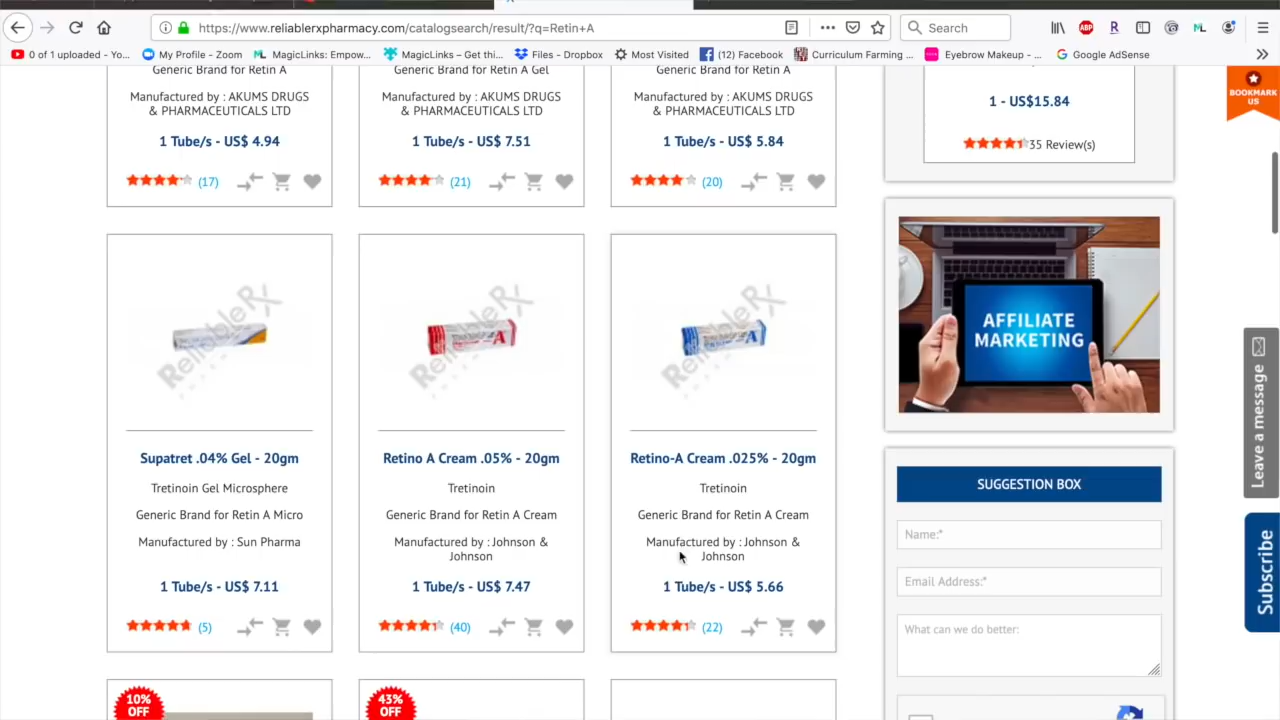 https://www.reliablerxpharmacy.com/catalogsearch/result/?q=Retin+A
Search
0 of 1 uploaded - Yo...
My Profile - Zoom
MagicLinks: Empow...
MagicLinks — Get thi...
Files - Dropbox
Most Visited
(12) Facebook
Curriculum Farming ...
Eyebrow Makeup - ...
Google AdSense
Generic Brand for Retin A
Manufactured by : AKUMS DRUGS
& PHARMACEUTICALS LTD
1 Tube/s - US$ 4.94
(17)
Generic Brand for Retin A Gel
Manufactured by : AKUMS DRUGS
& PHARMACEUTICALS LTD
1 Tube/s - US$ 7.51
(21)
Generic Brand for Retin A
Manufactured by : AKUMS DRUGS
& PHARMACEUTICALS LTD
1 Tube/s - US$ 5.84
(20)
1 - US$15.84
35 Review(s)
BOOKMARK
US
ReliableRx
Supatret .04% Gel - 20gm
Tretinoin Gel Microsphere
Generic Brand for Retin A Micro
Manufactured by : Sun Pharma
1 Tube/s - US$ 7.11
(5)
ReliableRx
Retino A Cream .05% - 20gm
Tretinoin
Generic Brand for Retin A Cream
Manufactured by : Johnson &
Johnson
1 Tube/s - US$ 7.47
(40)
ReliableRx
Retino-A Cream .025% - 20gm
Tretinoin
Generic Brand for Retin A Cream
Manufactured by : Johnson &
Johnson
1 Tube/s - US$ 5.66
(22)
AFFILIATE
MARKETING
SUGGESTION BOX
Name:*
Email Address:*
What can we do better:
Leave a message
Subscribe
10%
OFF
43%
OFF